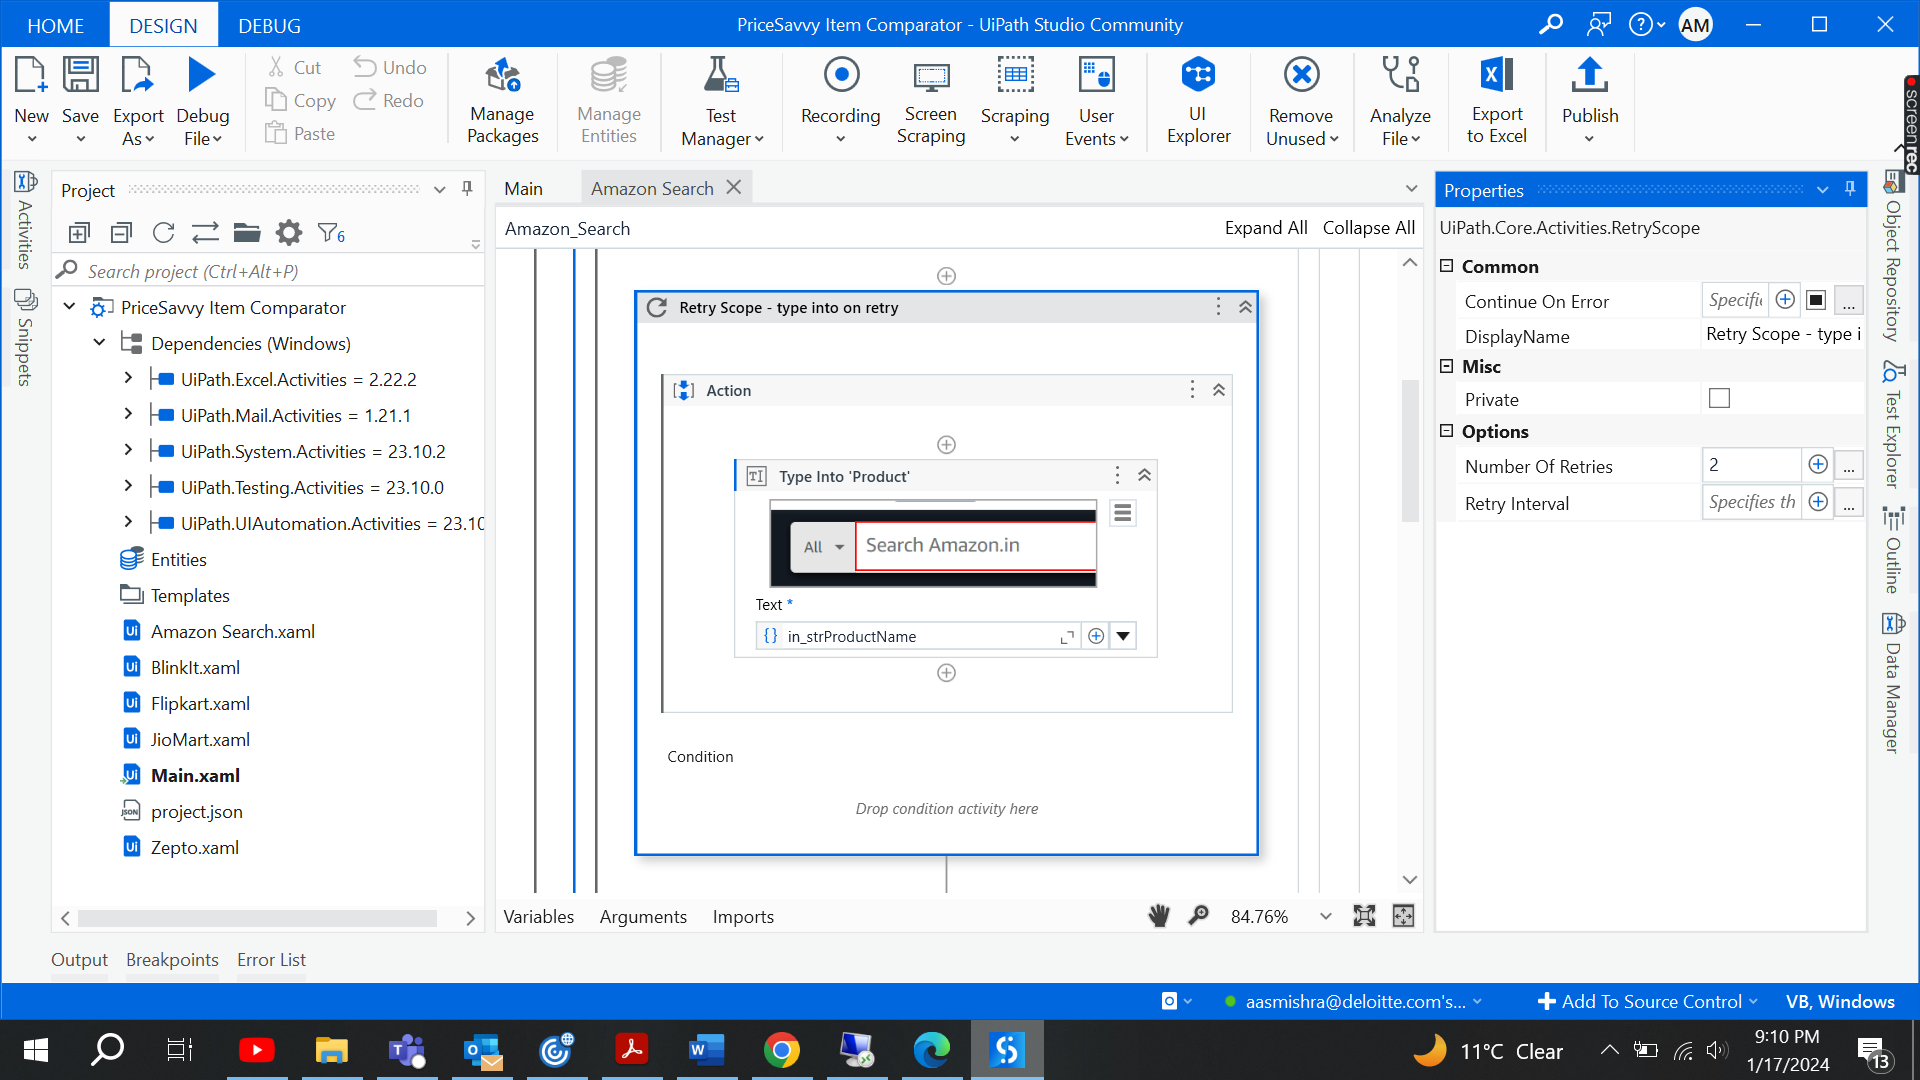 HOME
DESIGN
DEBUG
PriceSavvy Item Comparator - UiPath Studio Community
AM
New
Save
Export As
Debug File
Cut
Copy
Paste
Undo
Redo
Manage Packages
Manage Entities
Test Manager
Recording
Screen Scraping
Scraping
User Events
UI Explorer
Remove Unused
Analyze File
Export to Excel
Publish
screenrec
Activities
Snippets
Project
6
Search project (Ctrl+Alt+P)
PriceSavvy Item Comparator
Dependencies (Windows)
UiPath.Excel.Activities = 2.22.2
UiPath.Mail.Activities = 1.21.1
UiPath.System.Activities = 23.10.2
UiPath.Testing.Activities = 23.10.0
UiPath.UIAutomation.Activities = 23.10
Entities
Templates
Amazon Search.xaml
BlinkIt.xaml
Flipkart.xaml
JioMart.xaml
Main.xaml
project.json
Zepto.xaml
Main
Amazon Search
Amazon_Search
Expand All
Collapse All
Retry Scope - type into on retry
Action
Type Into 'Product'
All
Search Amazon.in
Text *
in_strProductName
Condition
Drop condition activity here
Variables
Arguments
Imports
84.76%
Properties
UiPath.Core.Activities.RetryScope
Common
Continue On Error
Specifi
...
DisplayName
Retry Scope - type i
Misc
Private
Options
Number Of Retries
2
...
Retry Interval
Specifies th
...
Object Repository
Test Explorer
Outline
Data Manager
Output
Breakpoints
Error List
aasmishra@deloitte.com's...
Add To Source Control
VB, Windows
11°C Clear
9:10 PM
1/17/2024
13